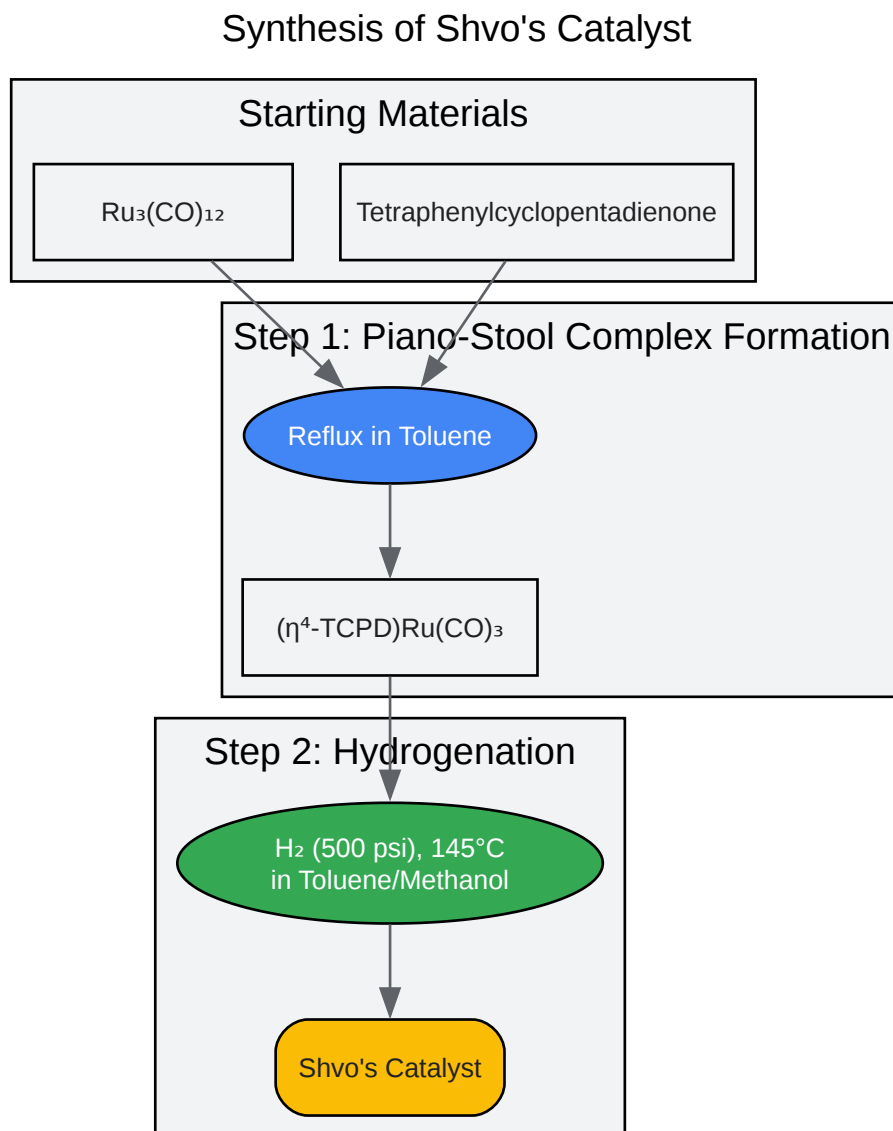 Synthesis of Shvo's Catalyst
Starting Materials
Ru₃(CO)₁₂
Tetraphenylcyclopentadienone
Step 1: Piano-Stool Complex Formation
Reflux in Toluene
(η⁴-TCPD)Ru(CO)₃
Step 2: Hydrogenation
H₂ (500 psi), 145°C
in Toluene/Methanol
Shvo's Catalyst